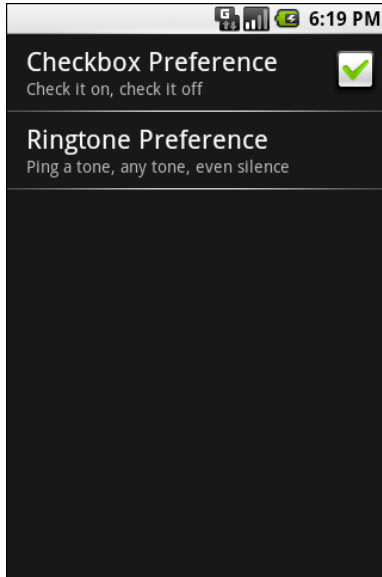 G 6:19 PM
Checkbox Preference
Check it on, check it off
Ringtone Preference
Ping a tone, any tone, even silence